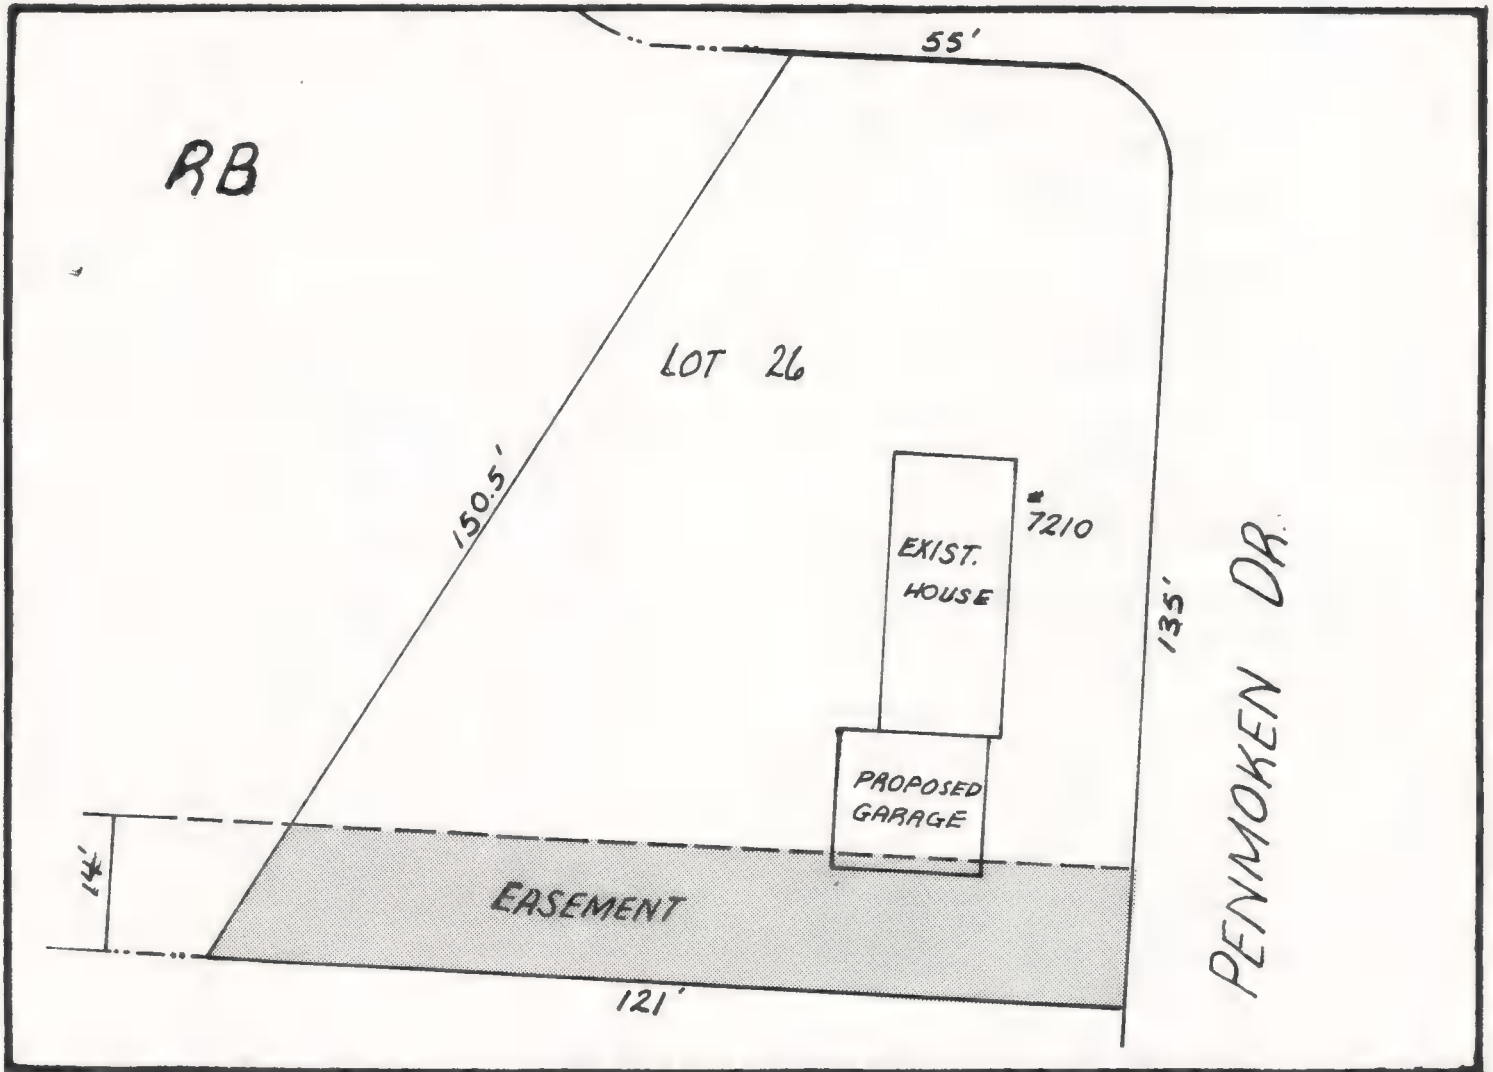 55'
RB
LOT 26
150.5'
#
7210
EXIST.
HOUSE
135'
PENMOKEN DR.
PROPOSED
GARAGE
14'
EASEMENT
121'